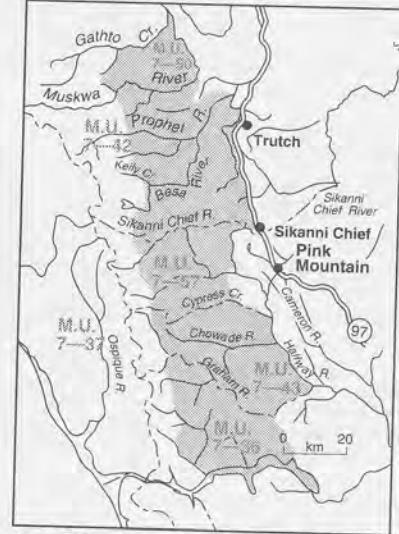 Gathto Cr.
M.U.
7—50
River
Muskwa
Prophet R.
M.U.
7—42
Trutch
Keily Cr.
Besa River
Sikanni
Chief River
Sikanni Chief R.
Sikanni Chief
Pink
Mountain
M.U.
7—57
Cypress Cr.
Cameron R.
M.U.
7—37
Ospique R.
Chowade R.
Halfway R.
97
Graham R.
M.U.
7—43
M.U.
7—36
0 20
km